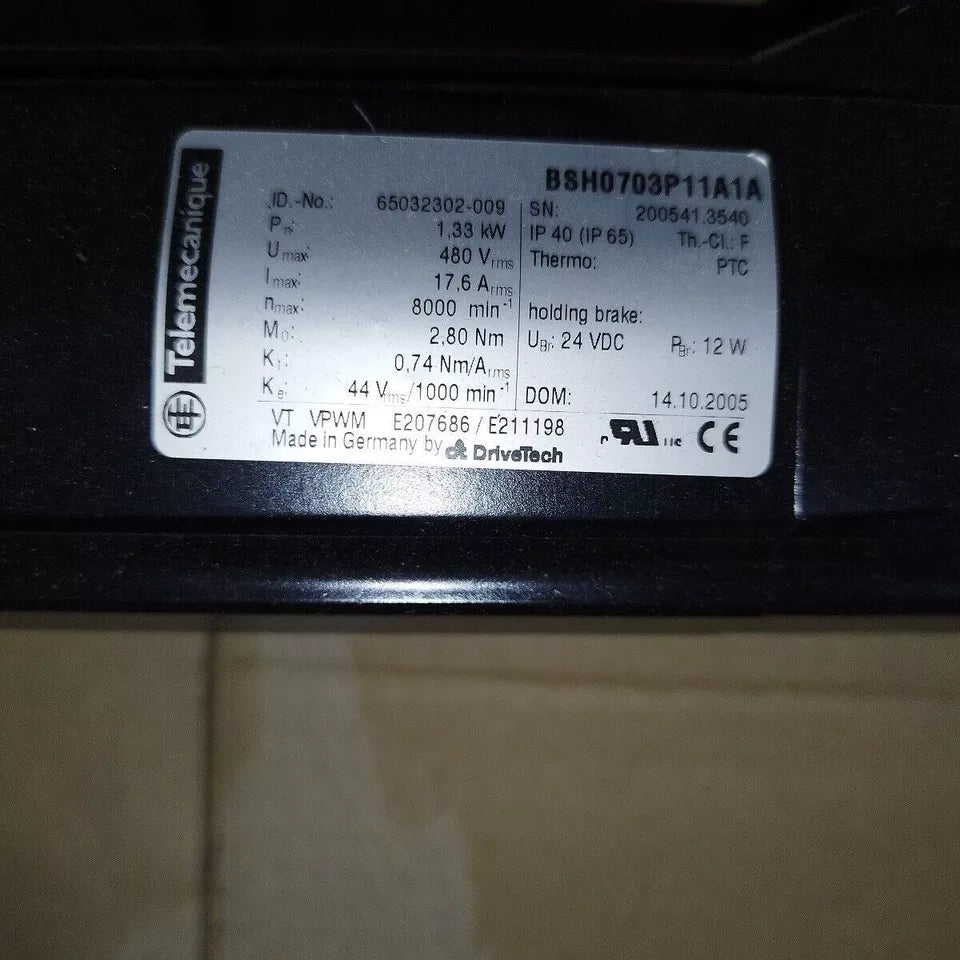 Telemecanique
BSH0703P11A1A
ID.-No.: 65032302-009
Pn: 1,33 kW
Umax: 480 Vrms
Imax: 17,6 Arms
nmax: 8000 min-1
M0: 2,80 Nm
Kt: 0,74 Nm/Arms
Ke: 44 Vrms/1000 min-1
SN: 200541.3540
IP 40 (IP 65) Th.-Cl.: F
Thermo: PTC
holding brake:
UBr: 24 VDC PBr: 12 W
DOM: 14.10.2005
VT VPWM E207686 / E211198
Made in Germany by DriveTech
c RU US CE